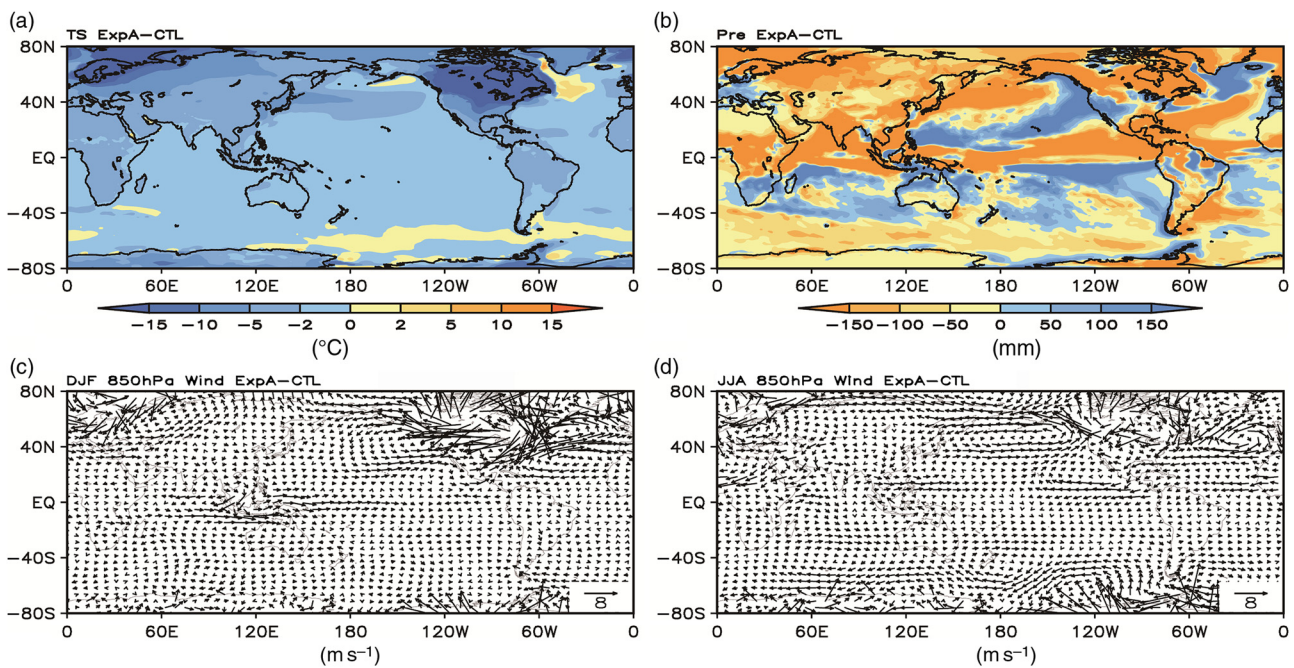 (a)
TS ExpA–CTL
80N
40N
EQ
−40S
−80S
0 60E 120E 180 120W 60W 0
−15 −10 −5 −2 0 2 5 10 15
(°C)
(b)
Pre ExpA–CTL
80N
40N
EQ
−40S
−80S
0 60E 120E 180 120W 60W 0
−150 −100 −50 0 50 100 150
(mm)
(c)
DJF 850hPa Wind ExpA–CTL
80N
40N
EQ
−40S
−80S
8
0 60E 120E 180 120W 60W 0
(m s⁻¹)
(d)
JJA 850hPa Wind ExpA–CTL
80N
40N
EQ
−40S
−80S
8
0 60E 120E 180 120W 60W 0
(m s⁻¹)